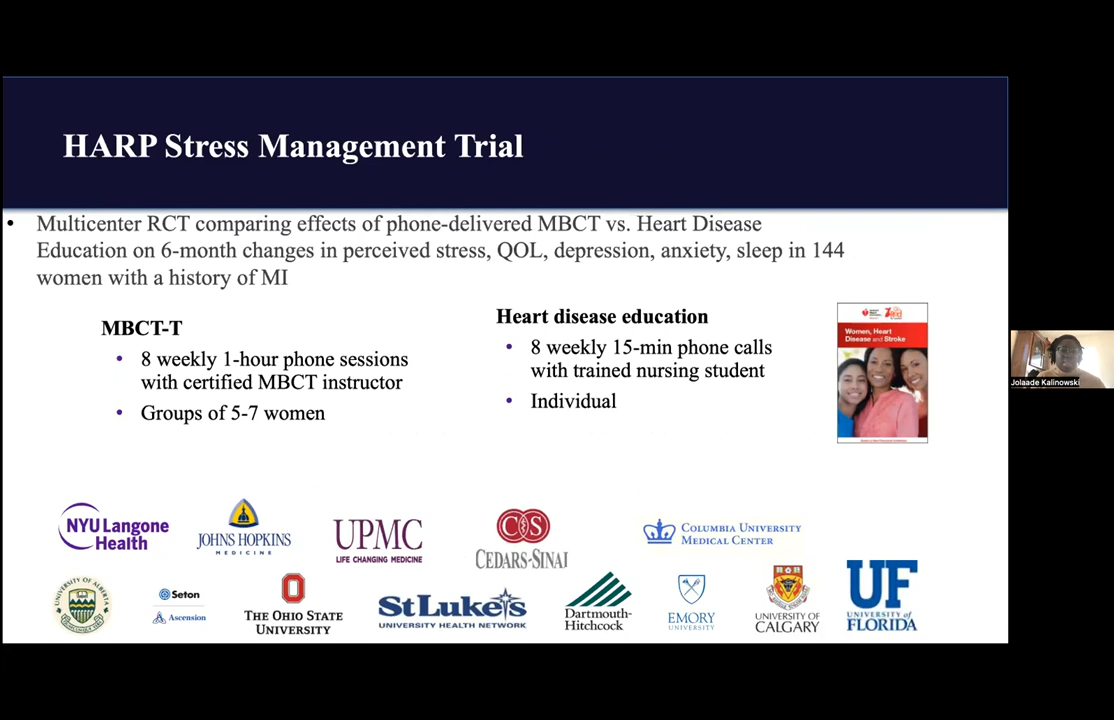 HARP Stress Management Trial
• Multicenter RCT comparing effects of phone-delivered MBCT vs. Heart Disease
Education on 6-month changes in perceived stress, QOL, depression, anxiety, sleep in 144
women with a history of MI
MBCT-T
• 8 weekly 1-hour phone sessions
with certified MBCT instructor
• Groups of 5-7 women
Heart disease education
• 8 weekly 15-min phone calls
with trained nursing student
• Individual
Women, Heart
Disease and Stroke
Jolaade Kalinowski
NYU Langone
Health
JOHNS HOPKINS
MEDICINE
UPMC
LIFE CHANGING MEDICINE
CEDARS-SINAI
COLUMBIA UNIVERSITY
MEDICAL CENTER
UNIVERSITY OF ALBERTA
Seton
Ascension
THE OHIO STATE
UNIVERSITY
StLuke's
UNIVERSITY HEALTH NETWORK
Dartmouth-
Hitchcock
EMORY
UNIVERSITY
UNIVERSITY OF
CALGARY
UF
UNIVERSITY of
FLORIDA